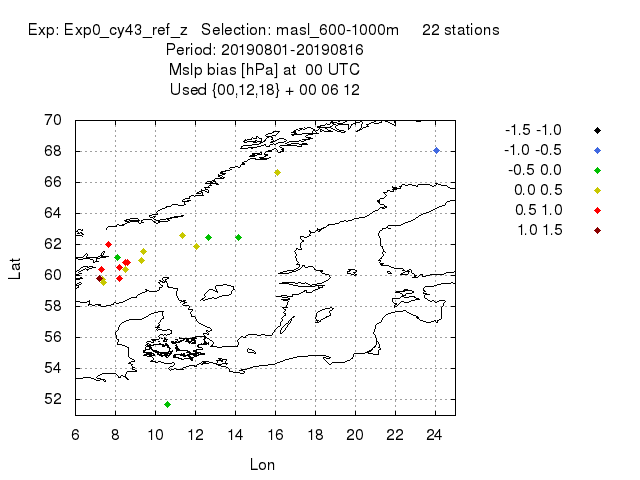 Exp: Exp0_cy43_ref_z   Selection: masl_600-1000m     22 stations
Period: 20190801-20190816
Mslp bias [hPa] at  00 UTC
Used {00,12,18} + 00 06 12
70
68
66
64
62
60
58
56
54
52
Lat
6 8 10 12 14 16 18 20 22 24
Lon
-1.5 -1.0
-1.0 -0.5
-0.5 0.0
0.0 0.5
0.5 1.0
1.0 1.5